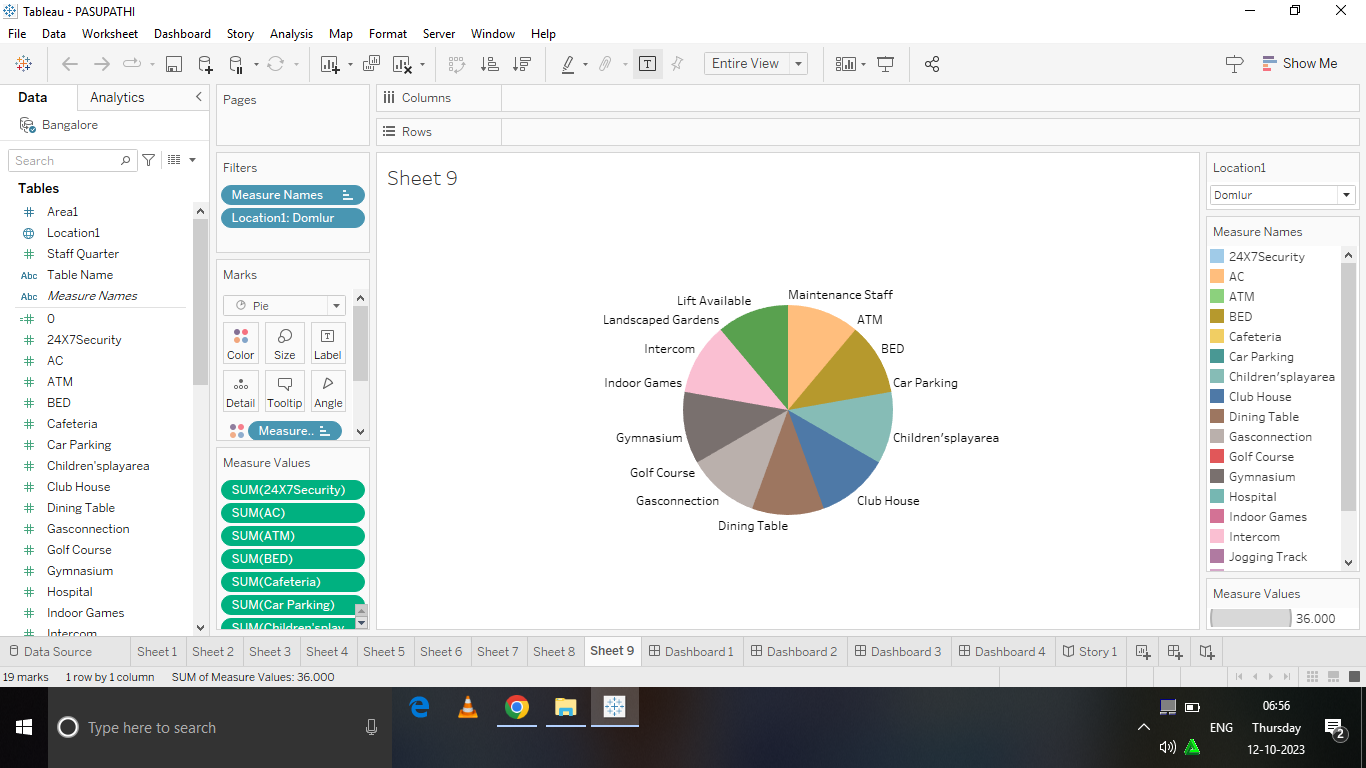 Tableau - PASUPATHI
File Data Worksheet Dashboard Story Analysis Map Format Server Window Help
Entire View
Show Me
Data
Analytics
Bangalore
Search
Tables
Area1
Location1
Staff Quarter
Abc Table Name
Abc Measure Names
0
24X7Security
AC
ATM
BED
Cafeteria
Car Parking
Children'splayarea
Club House
Dining Table
Gasconnection
Golf Course
Gymnasium
Hospital
Indoor Games
Intercom
Pages
Filters
Measure Names
Location1: Domlur
Marks
Pie
Color Size Label
Detail Tooltip Angle
Measure..
Measure Values
SUM(24X7Security)
SUM(AC)
SUM(ATM)
SUM(BED)
SUM(Cafeteria)
SUM(Car Parking)
SUM(Children'splay
Columns
Rows
Sheet 9
Lift Available
Maintenance Staff
Landscaped Gardens
ATM
Intercom
BED
Indoor Games
Car Parking
Gymnasium
Children'splayarea
Golf Course
Gasconnection
Club House
Dining Table
Location1
Domlur
Measure Names
24X7Security
AC
ATM
BED
Cafeteria
Car Parking
Children'splayarea
Club House
Dining Table
Gasconnection
Golf Course
Gymnasium
Hospital
Indoor Games
Intercom
Jogging Track
Measure Values
36.000
Data Source Sheet 1 Sheet 2 Sheet 3 Sheet 4 Sheet 5 Sheet 6 Sheet 7 Sheet 8 Sheet 9 Dashboard 1 Dashboard 2 Dashboard 3 Dashboard 4 Story 1
19 marks 1 row by 1 column SUM of Measure Values: 36.000
Type here to search
ENG
06:56
Thursday
12-10-2023
2